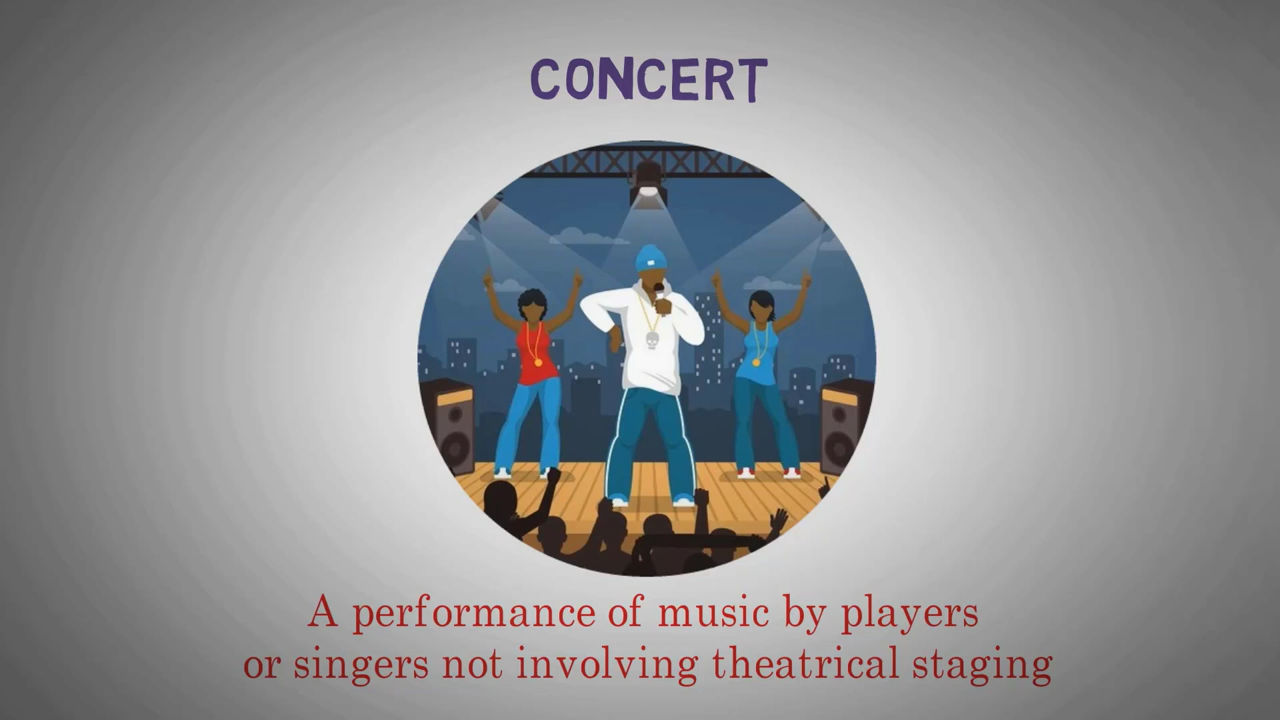 CONCERT
A performance of music by players
or singers not involving theatrical staging